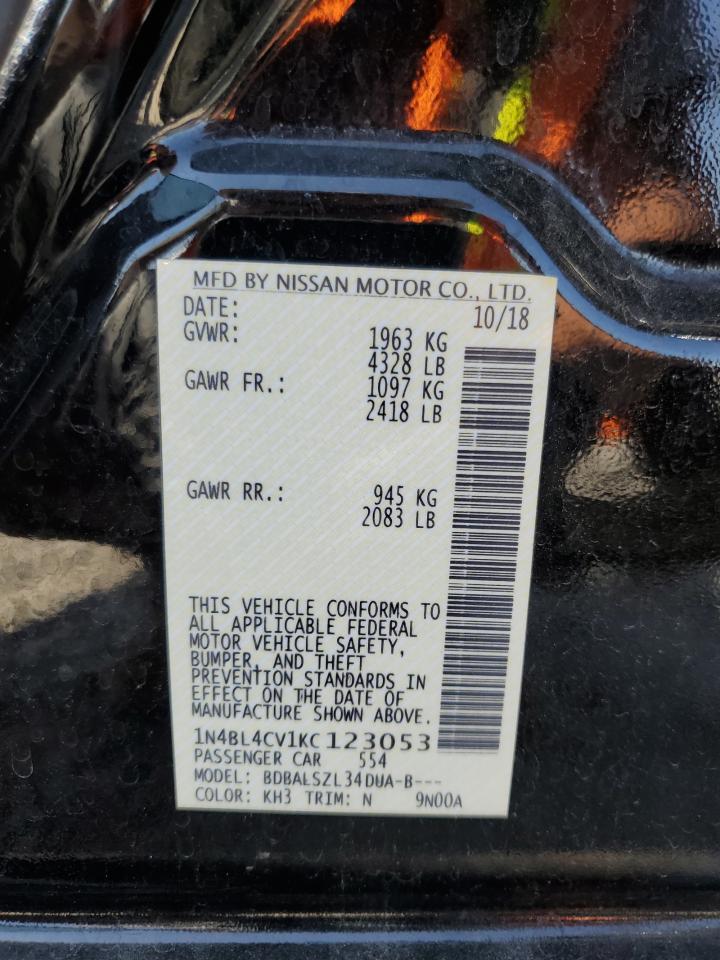 MFD BY NISSAN MOTOR CO., LTD.
DATE: 10/18
GVWR: 1963 KG
4328 LB
GAWR FR.: 1097 KG
2418 LB
GAWR RR.: 945 KG
2083 LB
THIS VEHICLE CONFORMS TO
ALL APPLICABLE FEDERAL
MOTOR VEHICLE SAFETY,
BUMPER, AND THEFT
PREVENTION STANDARDS IN
EFFECT ON THE DATE OF
MANUFACTURE SHOWN ABOVE.
1N4BL4CV1KC123053
PASSENGER CAR 554
MODEL: BDBALSZL34DUA-B---
COLOR: KH3 TRIM: N 9N00A